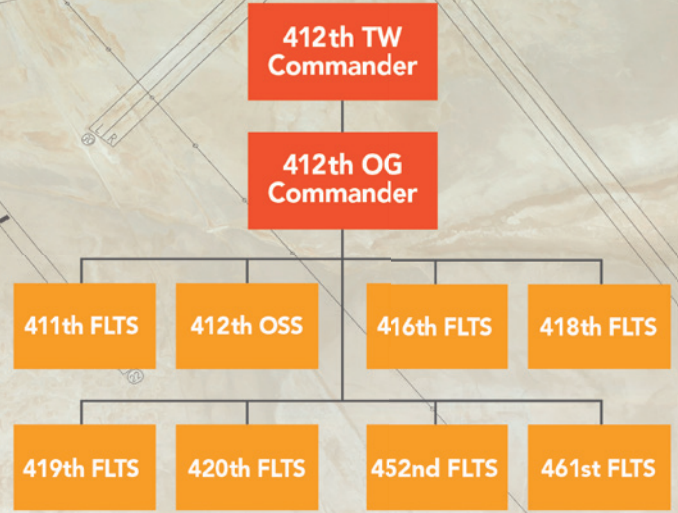 412th TW
Commander
412th OG
Commander
411th FLTS
412th OSS
416th FLTS
418th FLTS
419th FLTS
420th FLTS
452nd FLTS
461st FLTS